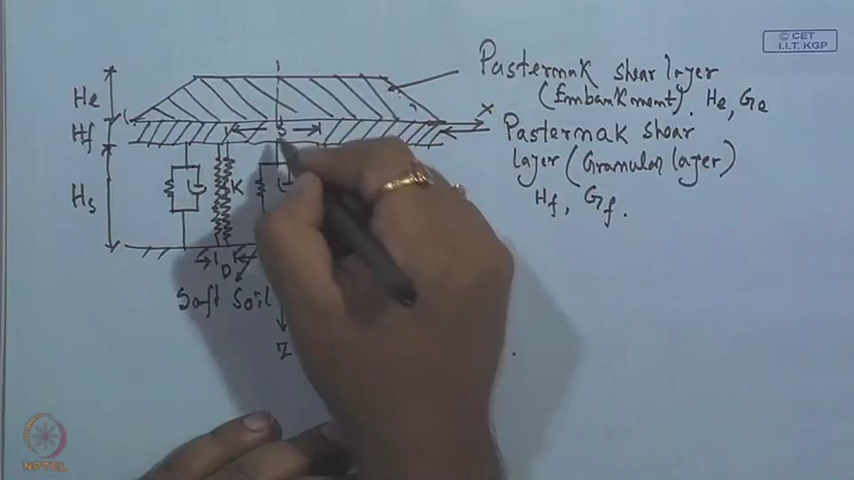 © CET
I.I.T. KGP
Pasternak shear layer
(Embankment). He, Ge
He
x
Hf
S
Pasternak shear
layer (Granular layer)
Hs
K
Hf, Gf.
D
Soft Soil
Z
NPTEL